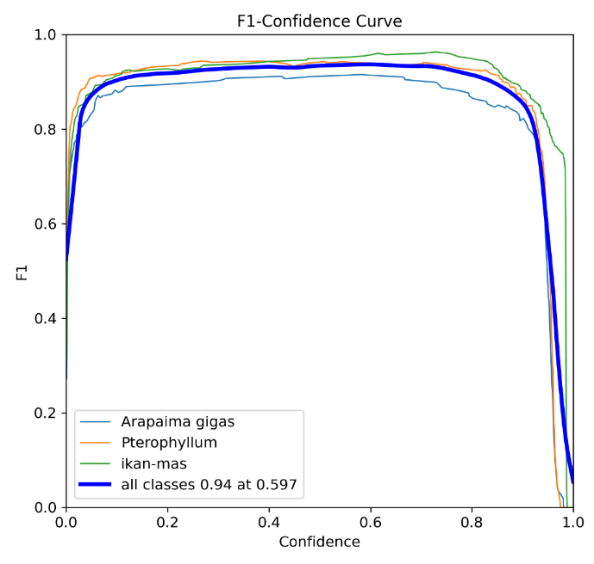 F1-Confidence Curve
1.0
0.8
0.6
0.4
0.2
0.0
F1
Arapaima gigas
Pterophyllum
ikan-mas
all classes 0.94 at 0.597
0.0 0.2 0.4 0.6 0.8 1.0
Confidence